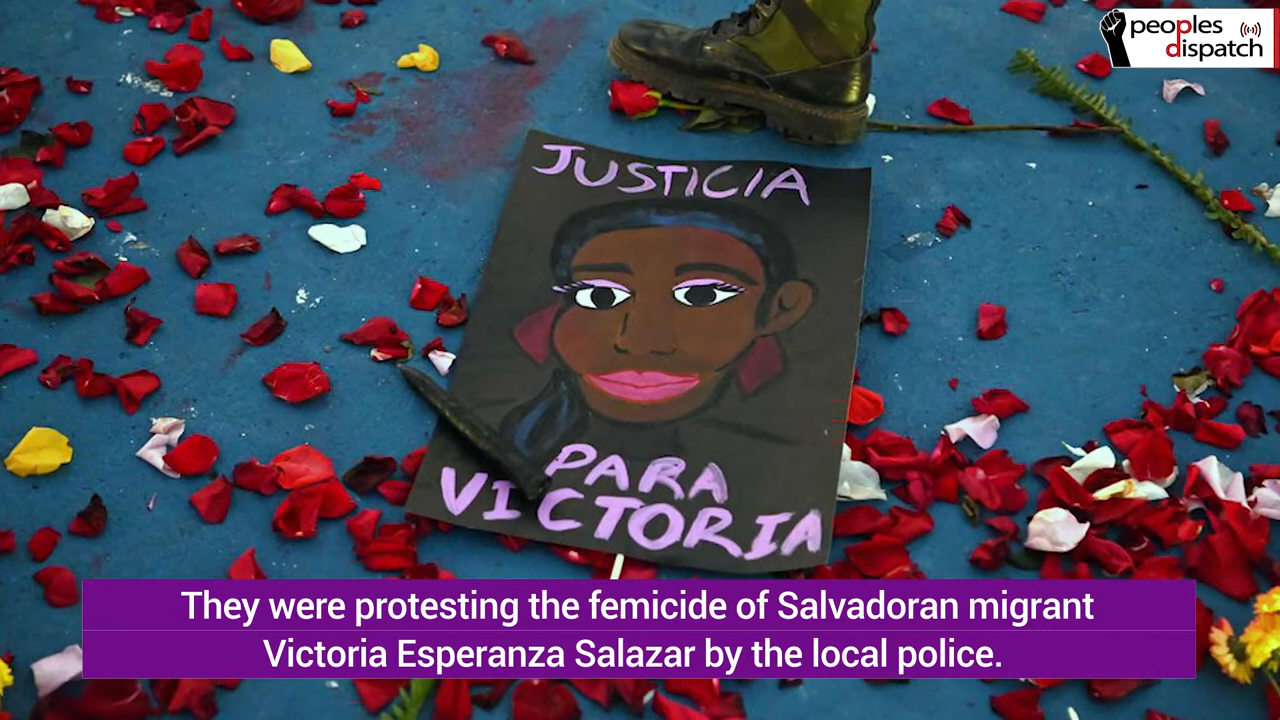 peoples
dispatch
JUSTICIA
PARA
VICTORIA
They were protesting the femicide of Salvadoran migrant
Victoria Esperanza Salazar by the local police.